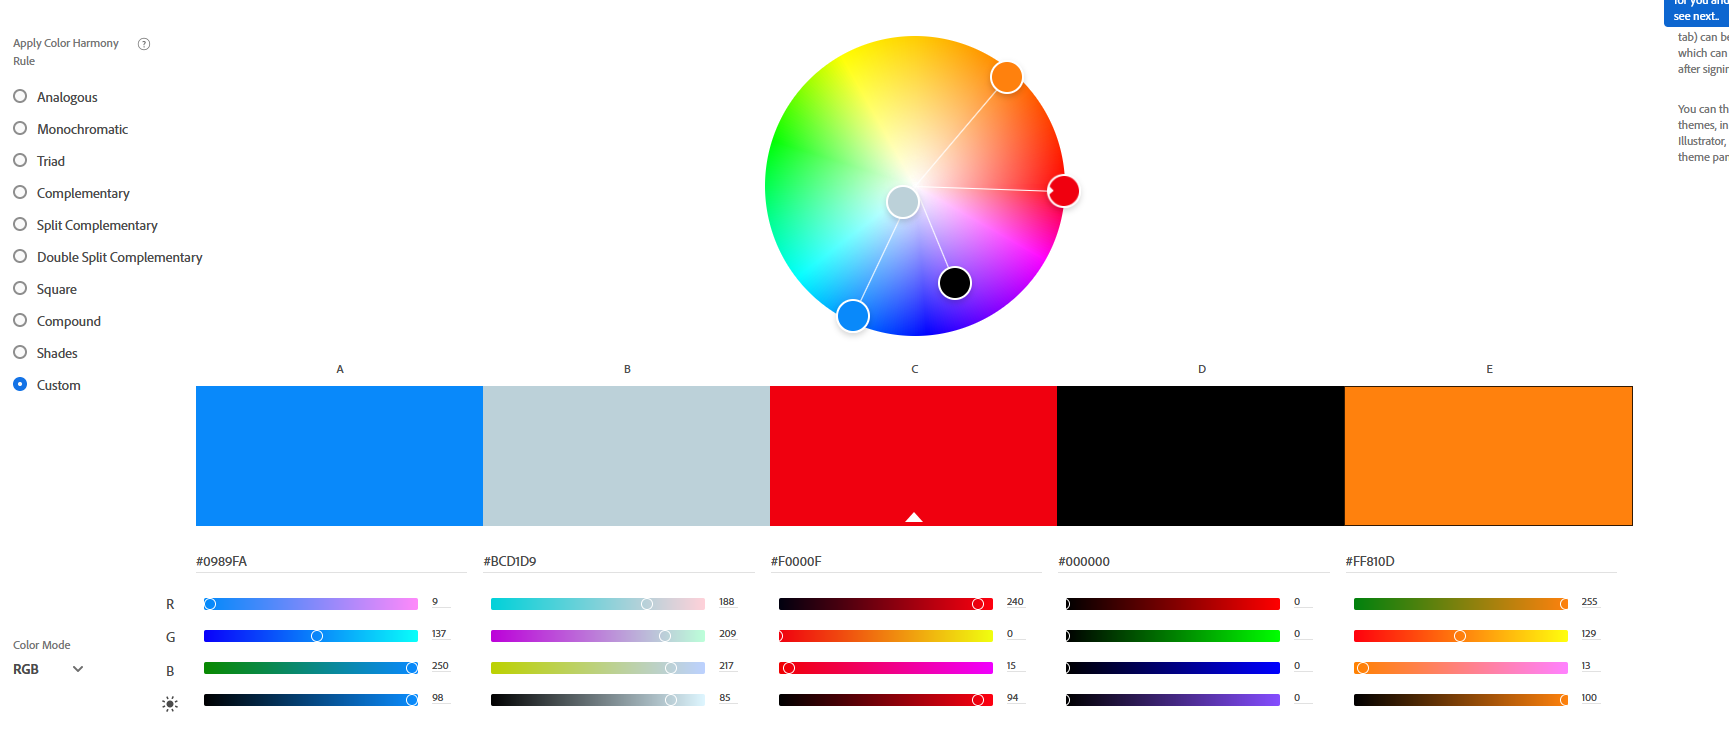 for you and
see next..
tab) can be
which can
after signin
You can th
themes, in
Illustrator,
theme pan
Apply Color Harmony
Rule
Analogous
Monochromatic
Triad
Complementary
Split Complementary
Double Split Complementary
Square
Compound
Shades
Custom
A B C D E
#0989FA #BCD1D9 #F0000F #000000 #FF810D
R 9 188 240 0 255
G 137 209 0 0 129
B 250 217 15 0 13
98 85 94 0 100
Color Mode
RGB